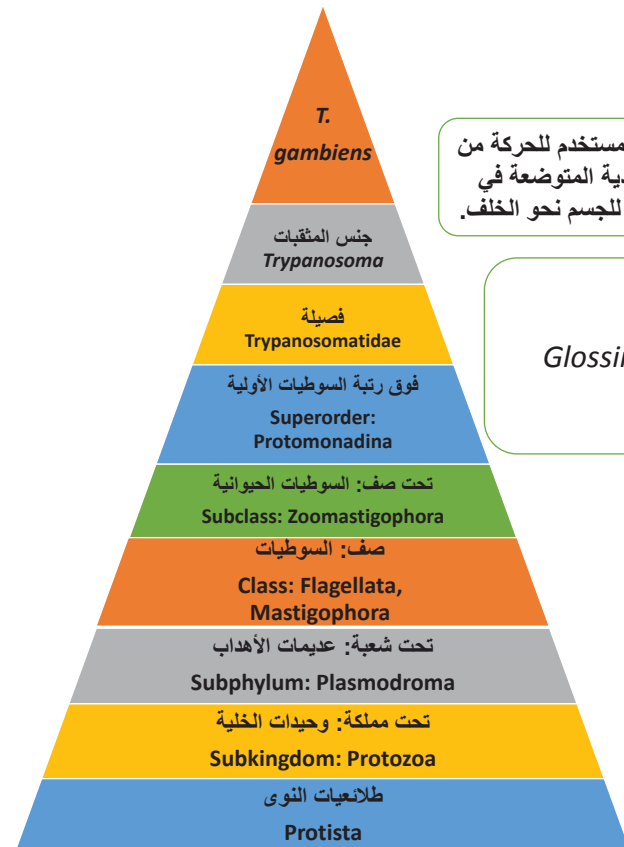 T.
gambiens
مستخدم للحركة من
دية المتوضعة في
للجسم نحو الخلف.
جنس المثقبات
Trypanosoma
فصيلة
Trypanosomatidae
Glossin
فوق رتبة السوطيات الأولية
Superorder:
Protomonadina
تحت صف: السوطيات الحيوانية
Subclass: Zoomastigophora
صف: السوطيات
Class: Flagellata,
Mastigophora
تحت شعبة: عديمات الأهداب
Subphylum: Plasmodroma
تحت مملكة: وحيدات الخلية
Subkingdom: Protozoa
طلائعيات النوى
Protista